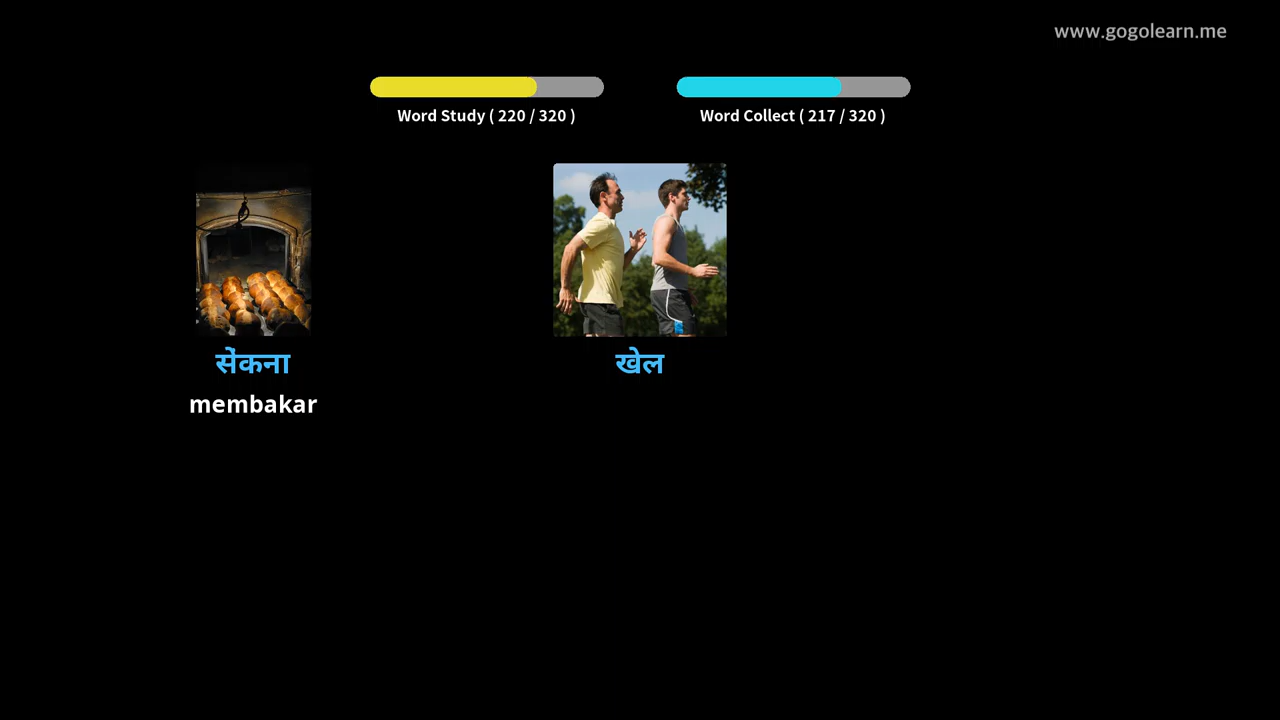 www.gogolearn.me
Word Study ( 220 / 320 )
Word Collect ( 217 / 320 )
सेंकना
खेल
membakar